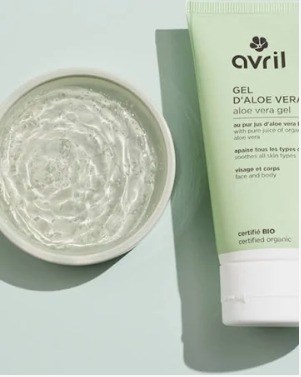 avril
GEL
D'ALOE VERA
aloe vera gel
au pur jus d'aloe vera
with pure juice of
aloe vera
apaise tous les types
soothes all skin types
visage et corps
face and body
certifié BIO
certified organic